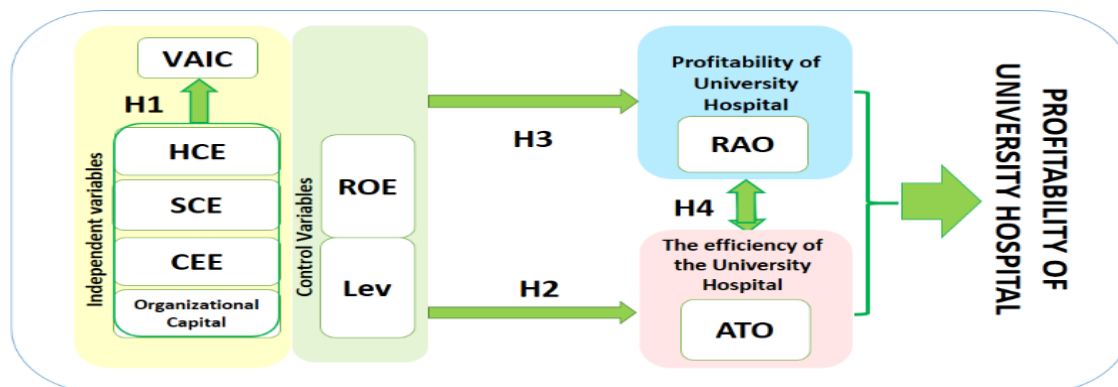 Independent variables
VAIC
H1
HCE
SCE
CEE
Organizational
Capital
Control Variables
ROE
Lev
H3
H2
Profitability of
University
Hospital
RAO
H4
The efficiency of
the University
Hospital
ATO
PROFITABILITY OF
UNIVERSITY HOSPITAL